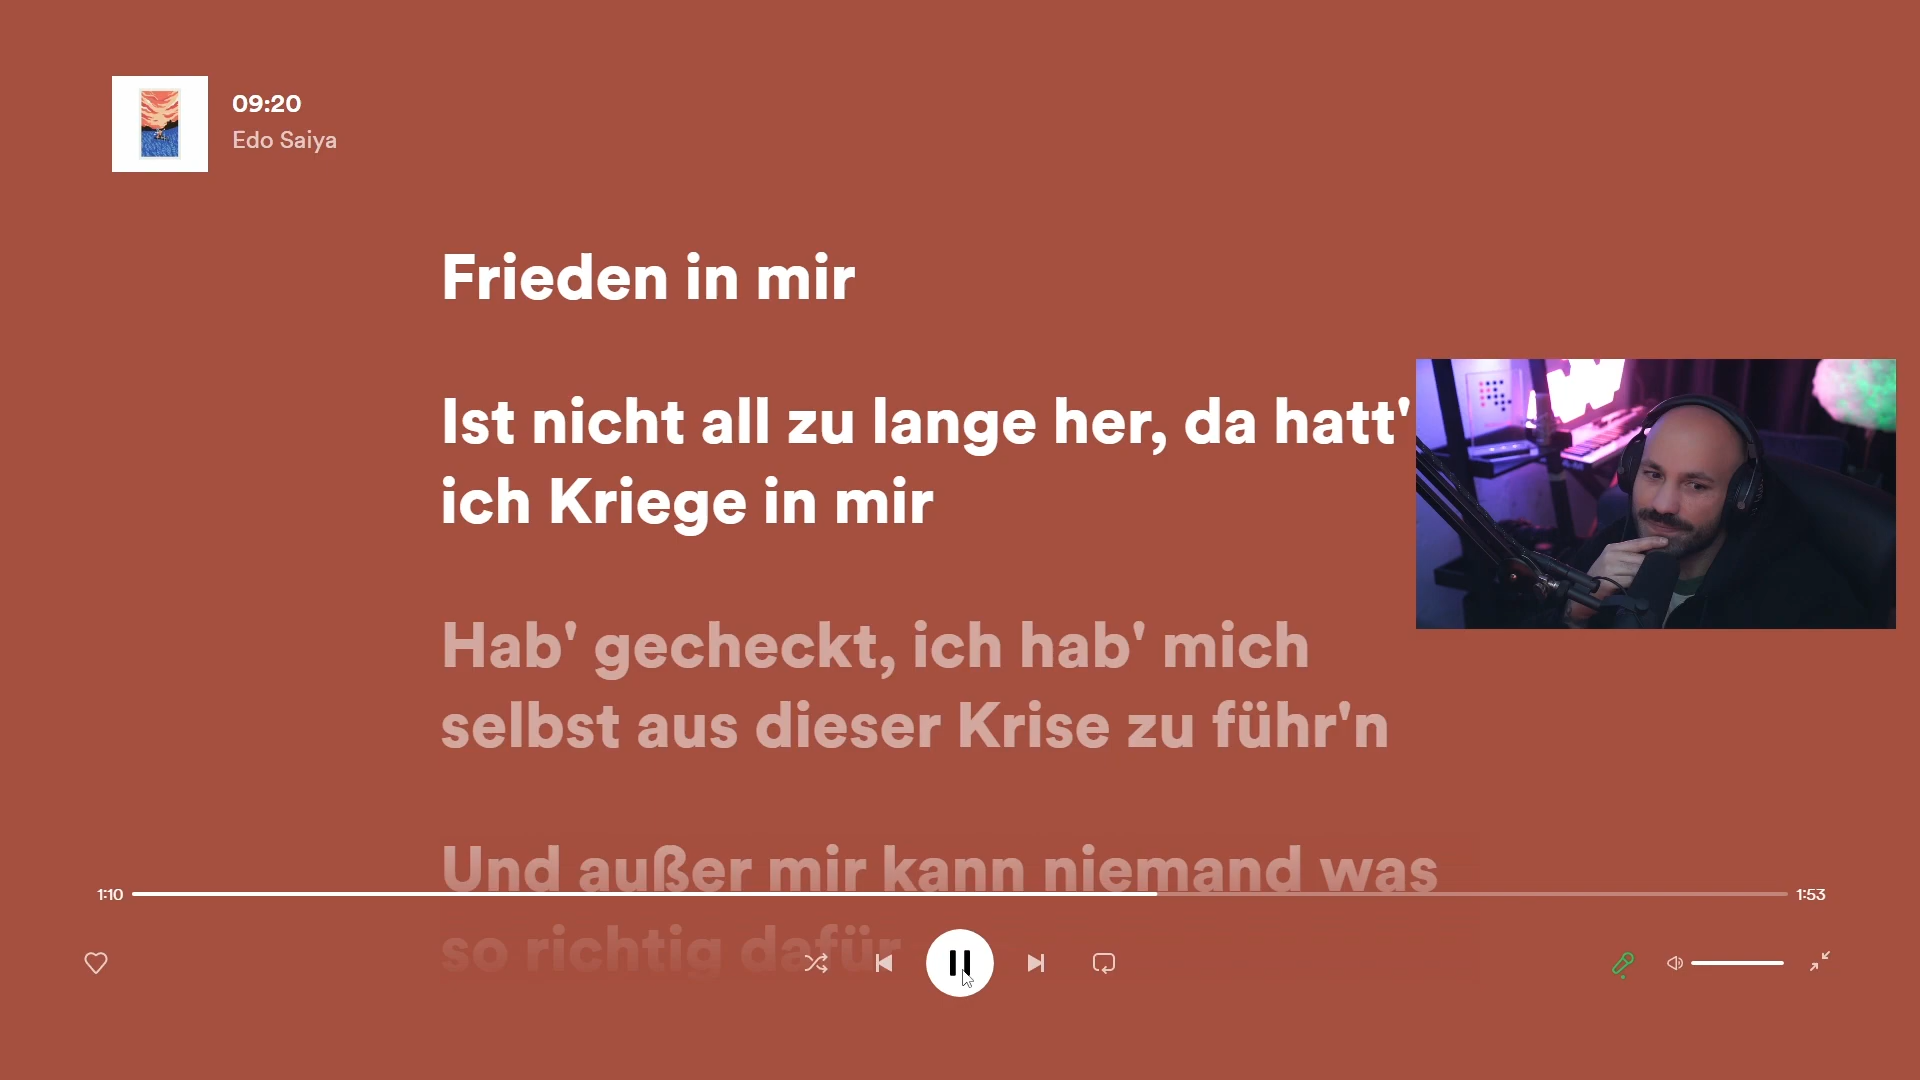 09:20
Edo Saiya
Frieden in mir
Ist nicht all zu lange her, da hatt'
ich Kriege in mir
Hab' gecheckt, ich hab' mich
selbst aus dieser Krise zu führ'n
Und außer mir kann niemand was
1:10
1:53
so richtig dafür